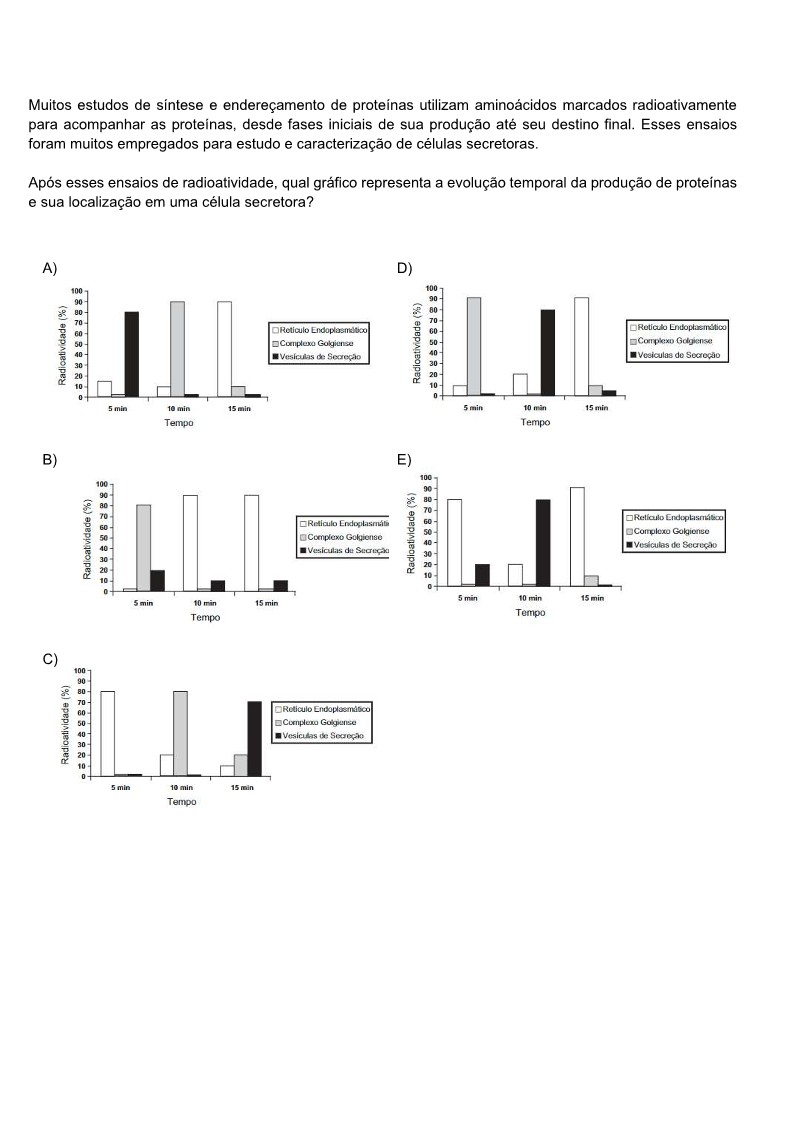 Muitos estudos de síntese e endereçamento de proteínas utilizam aminoácidos marcados radioativamente
para acompanhar as proteínas, desde fases iniciais de sua produção até seu destino final. Esses ensaios
foram muitos empregados para estudo e caracterização de células secretoras.
Após esses ensaios de radioatividade, qual gráfico representa a evolução temporal da produção de proteínas
e sua localização em uma célula secretora?
A)
Radioatividade (%)
100
90
80
70
60
50
40
30
20
10
0
5 min
10 min
15 min
Tempo
Retículo Endoplasmático
Complexo Golgiense
Vesículas de Secreção
D)
Radioatividade (%)
100
90
80
70
60
50
40
30
20
10
0
5 min
10 min
15 min
Tempo
Retículo Endoplasmático
Complexo Golgiense
Vesículas de Secreção
B)
Radioatividade (%)
100
90
80
70
60
50
40
30
20
10
0
5 min
10 min
15 min
Tempo
Retículo Endoplasmátic
Complexo Golgiense
Vesículas de Secreção
E)
Radioatividade (%)
100
90
80
70
60
50
40
30
20
10
0
5 min
10 min
15 min
Tempo
Retículo Endoplasmático
Complexo Golgiense
Vesículas de Secreção
C)
Radioatividade (%)
100
90
80
70
60
50
40
30
20
10
0
5 min
10 min
15 min
Tempo
Retículo Endoplasmático
Complexo Golgiense
Vesículas de Secreção